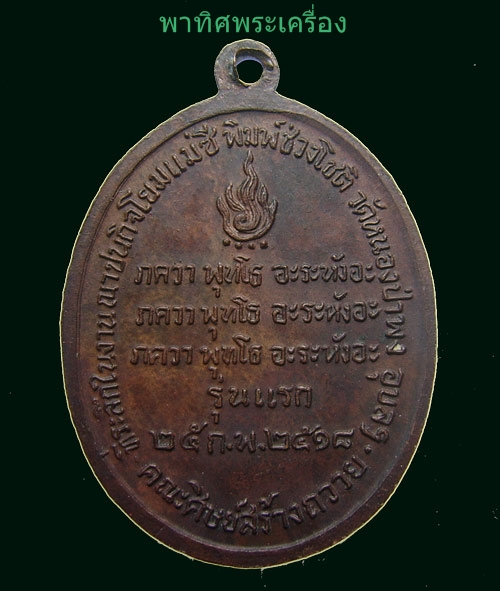 พาทิศพระเครื่อง
ที่ระลึกในงานฌาปนกิจโยมแม่ชี พิมพ์ช่วงโชติ วัดหนองป่าพง อุบลฯ.
ภควา พุทโธ อะระหังอะ
ภควา พุทโธ อะระหังอะ
ภควา พุทโธ อะระหังอะ
รุ่นแรก
๒๕ก.พ.๒๕๑๘
คณะศิษย์สร้างถวาย